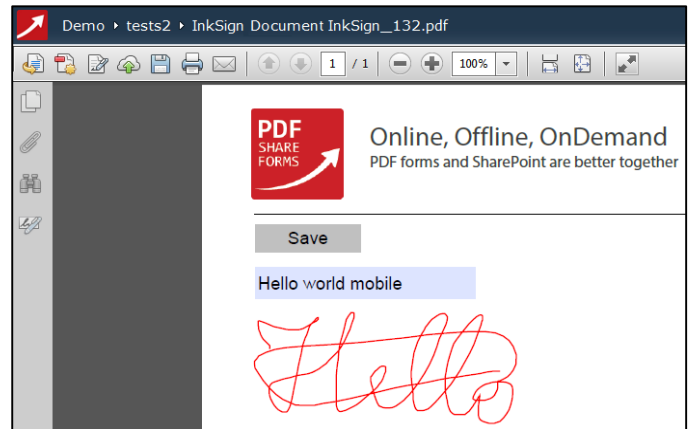 Demo ‣ tests2 ‣ InkSign Document InkSign_132.pdf
1 / 1 100%
PDF
SHARE
FORMS
Online, Offline, OnDemand
PDF forms and SharePoint are better together
Save
Hello world mobile
Hello